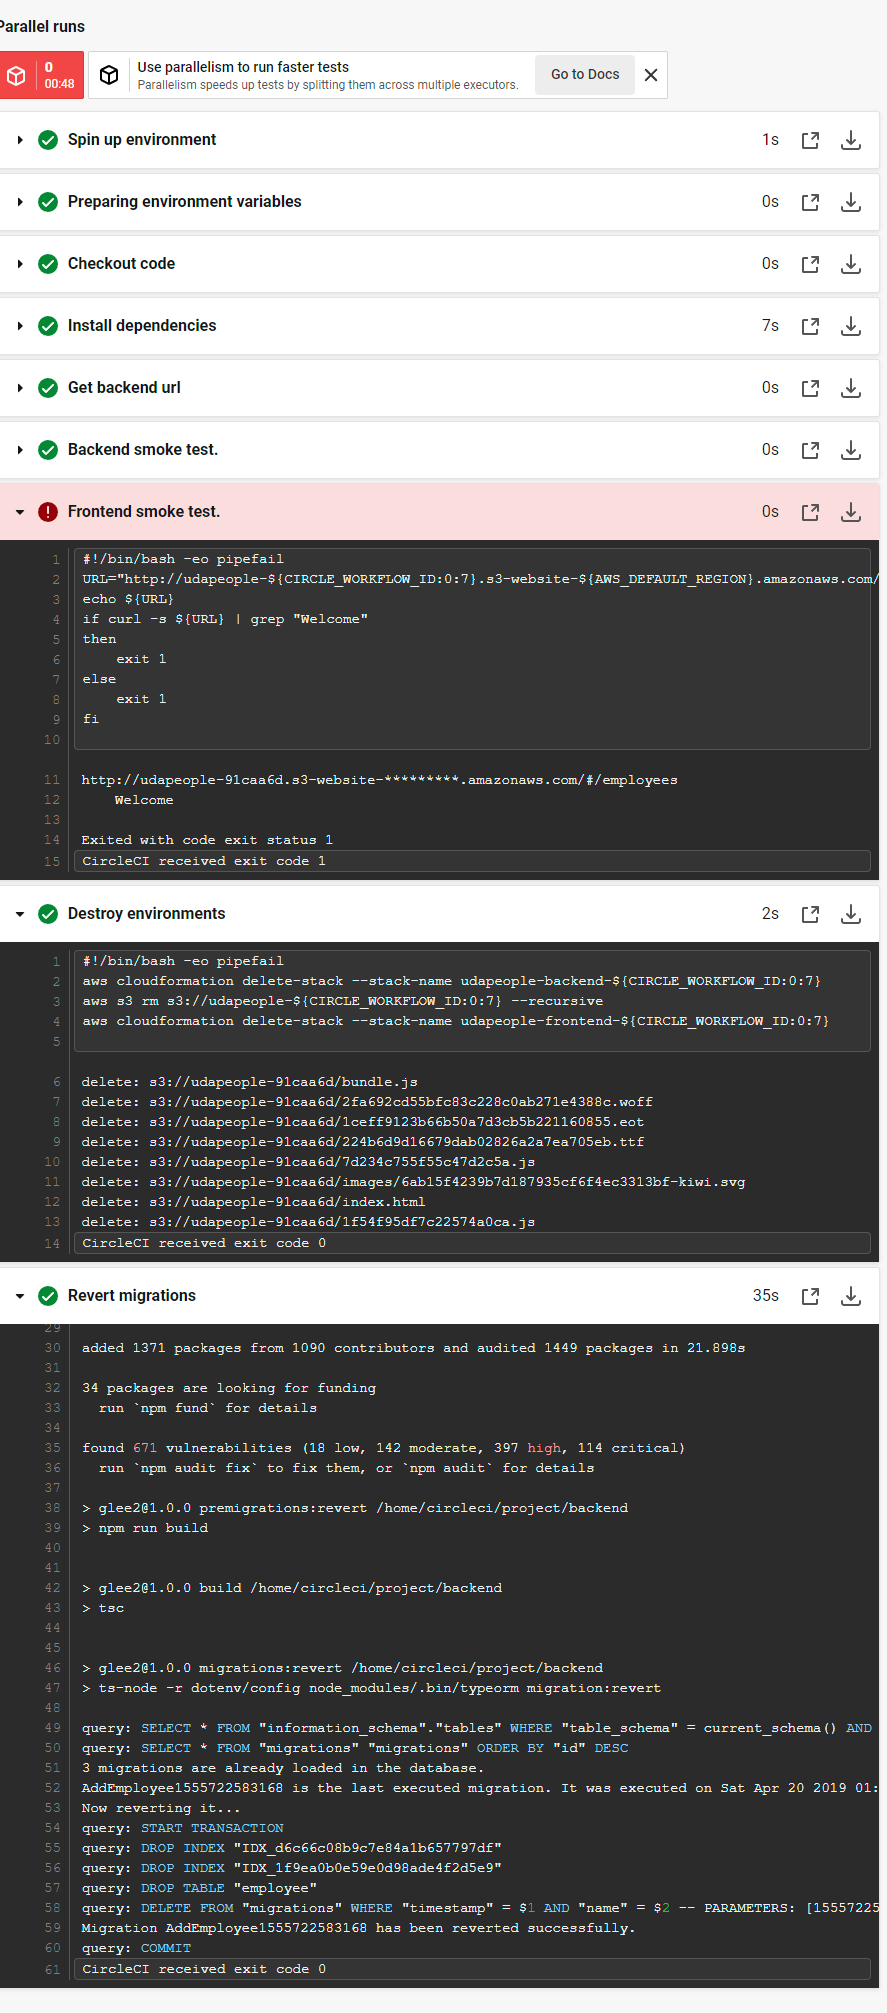 Parallel runs
0
00:48
Use parallelism to run faster tests
Parallelism speeds up tests by splitting them across multiple executors.
Go to Docs
Spin up environment 1s
Preparing environment variables 0s
Checkout code 0s
Install dependencies 7s
Get backend url 0s
Backend smoke test. 0s
Frontend smoke test. 0s
1 #!/bin/bash -eo pipefail
2 URL="http://udapeople-${CIRCLE_WORKFLOW_ID:0:7}.s3-website-${AWS_DEFAULT_REGION}.amazonaws.com/
3 echo ${URL}
4 if curl -s ${URL} | grep "Welcome"
5 then
6 exit 1
7 else
8 exit 1
9 fi
10
11 http://udapeople-91caa6d.s3-website-*********.amazonaws.com/#/employees
12 Welcome
13
14 Exited with code exit status 1
15 CircleCI received exit code 1
Destroy environments 2s
1 #!/bin/bash -eo pipefail
2 aws cloudformation delete-stack --stack-name udapeople-backend-${CIRCLE_WORKFLOW_ID:0:7}
3 aws s3 rm s3://udapeople-${CIRCLE_WORKFLOW_ID:0:7} --recursive
4 aws cloudformation delete-stack --stack-name udapeople-frontend-${CIRCLE_WORKFLOW_ID:0:7}
5
6 delete: s3://udapeople-91caa6d/bundle.js
7 delete: s3://udapeople-91caa6d/2fa692cd55bfc83c228c0ab271e4388c.woff
8 delete: s3://udapeople-91caa6d/1ceff9123b66b50a7d3cb5b221160855.eot
9 delete: s3://udapeople-91caa6d/224b6d9d16679dab02826a2a7ea705eb.ttf
10 delete: s3://udapeople-91caa6d/7d234c755f55c47d2c5a.js
11 delete: s3://udapeople-91caa6d/images/6ab15f4239b7d187935cf6f4ec3313bf-kiwi.svg
12 delete: s3://udapeople-91caa6d/index.html
13 delete: s3://udapeople-91caa6d/1f54f95df7c22574a0ca.js
14 CircleCI received exit code 0
Revert migrations 35s
29
30 added 1371 packages from 1090 contributors and audited 1449 packages in 21.898s
31
32 34 packages are looking for funding
33 run `npm fund` for details
34
35 found 671 vulnerabilities (18 low, 142 moderate, 397 high, 114 critical)
36 run `npm audit fix` to fix them, or `npm audit` for details
37
38 > glee2@1.0.0 premigrations:revert /home/circleci/project/backend
39 > npm run build
40
41
42 > glee2@1.0.0 build /home/circleci/project/backend
43 > tsc
44
45
46 > glee2@1.0.0 migrations:revert /home/circleci/project/backend
47 > ts-node -r dotenv/config node_modules/.bin/typeorm migration:revert
48
49 query: SELECT * FROM "information_schema"."tables" WHERE "table_schema" = current_schema() AND
50 query: SELECT * FROM "migrations" "migrations" ORDER BY "id" DESC
51 3 migrations are already loaded in the database.
52 AddEmployee1555722583168 is the last executed migration. It was executed on Sat Apr 20 2019 01:
53 Now reverting it...
54 query: START TRANSACTION
55 query: DROP INDEX "IDX_d6c66c08b9c7e84a1b657797df"
56 query: DROP INDEX "IDX_1f9ea0b0e59e0d98ade4f2d5e9"
57 query: DROP TABLE "employee"
58 query: DELETE FROM "migrations" WHERE "timestamp" = $1 AND "name" = $2 -- PARAMETERS: [15557225
59 Migration AddEmployee1555722583168 has been reverted successfully.
60 query: COMMIT
61 CircleCI received exit code 0